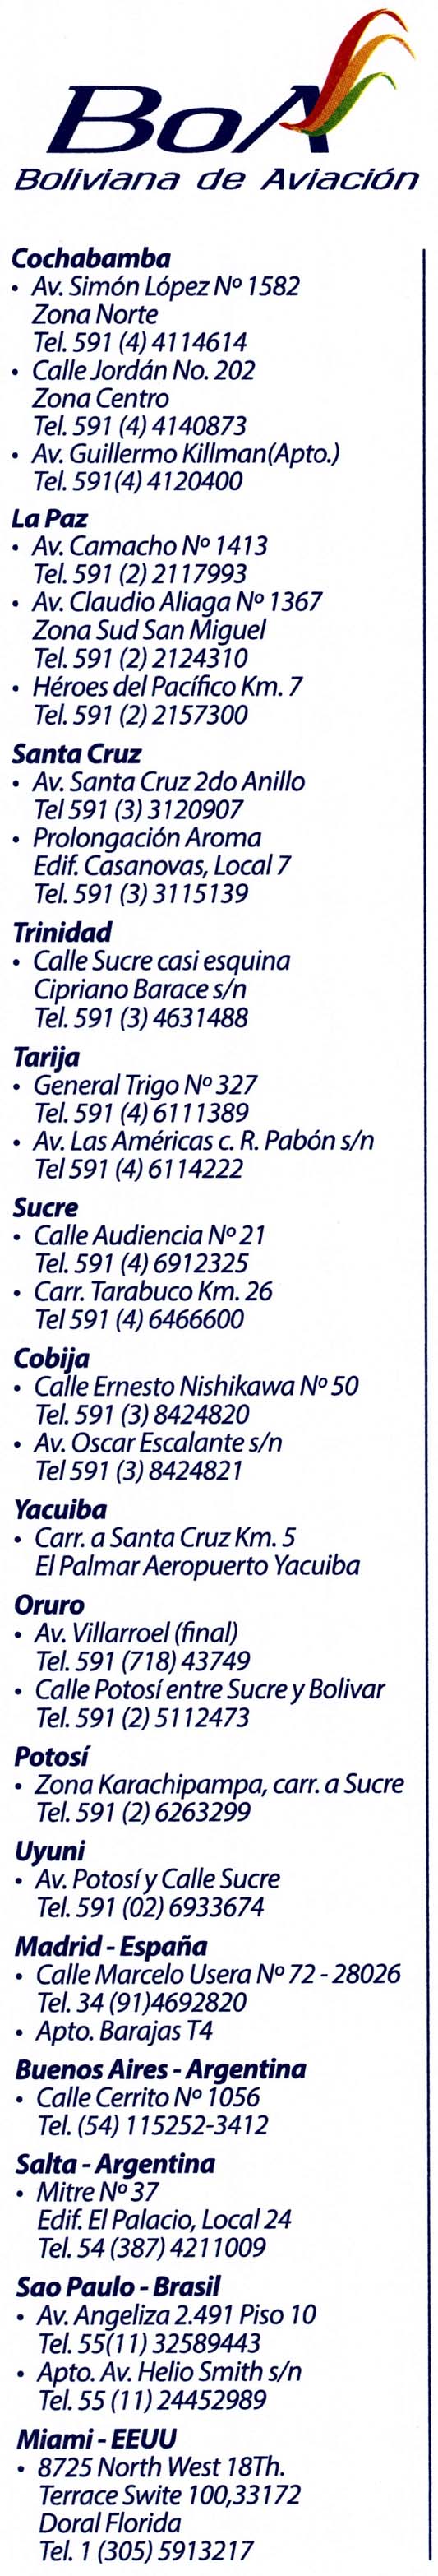 BoA
Boliviana de Aviación
Cochabamba
• Av. Simón López Nº 1582
Zona Norte
Tel. 591 (4) 4114614
• Calle Jordán No. 202
Zona Centro
Tel. 591 (4) 4140873
• Av. Guillermo Killman(Apto.)
Tel. 591(4) 4120400
La Paz
• Av. Camacho Nº 1413
Tel. 591 (2) 2117993
• Av. Claudio Aliaga Nº 1367
Zona Sud San Miguel
Tel. 591 (2) 2124310
• Héroes del Pacífico Km. 7
Tel. 591 (2) 2157300
Santa Cruz
• Av. Santa Cruz 2do Anillo
Tel 591 (3) 3120907
• Prolongación Aroma
Edif. Casanovas, Local 7
Tel. 591 (3) 3115139
Trinidad
• Calle Sucre casi esquina
Cipriano Barace s/n
Tel. 591 (3) 4631488
Tarija
• General Trigo Nº 327
Tel. 591 (4) 6111389
• Av. Las Américas c. R. Pabón s/n
Tel 591 (4) 6114222
Sucre
• Calle Audiencia Nº 21
Tel. 591 (4) 6912325
• Carr. Tarabuco Km. 26
Tel 591 (4) 6466600
Cobija
• Calle Ernesto Nishikawa Nº 50
Tel. 591 (3) 8424820
• Av. Oscar Escalante s/n
Tel 591 (3) 8424821
Yacuiba
• Carr. a Santa Cruz Km. 5
El Palmar Aeropuerto Yacuiba
Oruro
• Av. Villarroel (final)
Tel. 591 (718) 43749
• Calle Potosí entre Sucre y Bolivar
Tel. 591 (2) 5112473
Potosí
• Zona Karachipampa, carr. a Sucre
Tel. 591 (2) 6263299
Uyuni
• Av. Potosí y Calle Sucre
Tel. 591 (02) 6933674
Madrid - España
• Calle Marcelo Usera Nº 72 - 28026
Tel. 34 (91)4692820
• Apto. Barajas T4
Buenos Aires - Argentina
• Calle Cerrito Nº 1056
Tel. (54) 115252-3412
Salta - Argentina
• Mitre Nº 37
Edif. El Palacio, Local 24
Tel. 54 (387) 4211009
Sao Paulo - Brasil
• Av. Angeliza 2.491 Piso 10
Tel. 55(11) 32589443
• Apto. Av. Helio Smith s/n
Tel. 55 (11) 24452989
Miami - EEUU
• 8725 North West 18Th.
Terrace Swite 100,33172
Doral Florida
Tel. 1 (305) 5913217